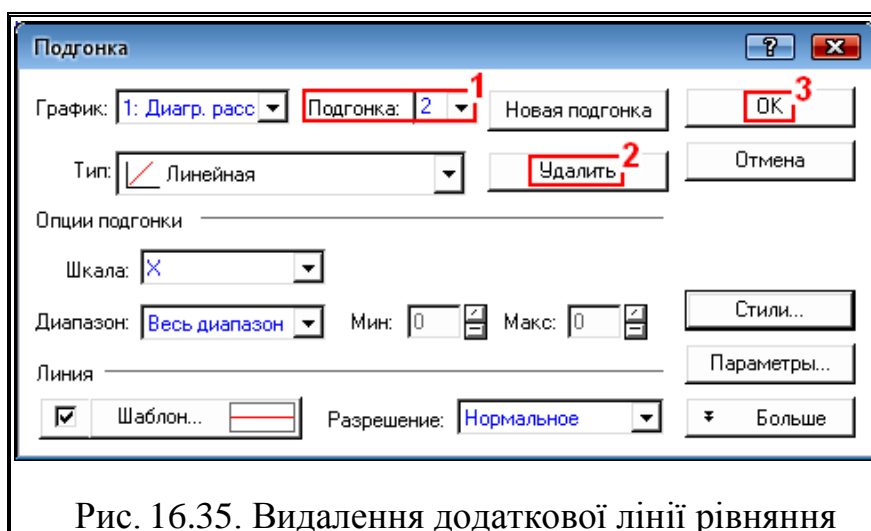 Подгонка
График: 1: Диагр. расс Подгонка: 2 1 Новая подгонка OK 3
Тип: Линейная Удалить 2 Отмена
Опции подгонки
Шкала: X
Диапазон: Весь диапазон Мин: 0 Макс: 0 Стили...
Линия Параметры...
Шаблон... Разрешение: Нормальное Больше
Рис. 16.35. Видалення додаткової лінії рівняння